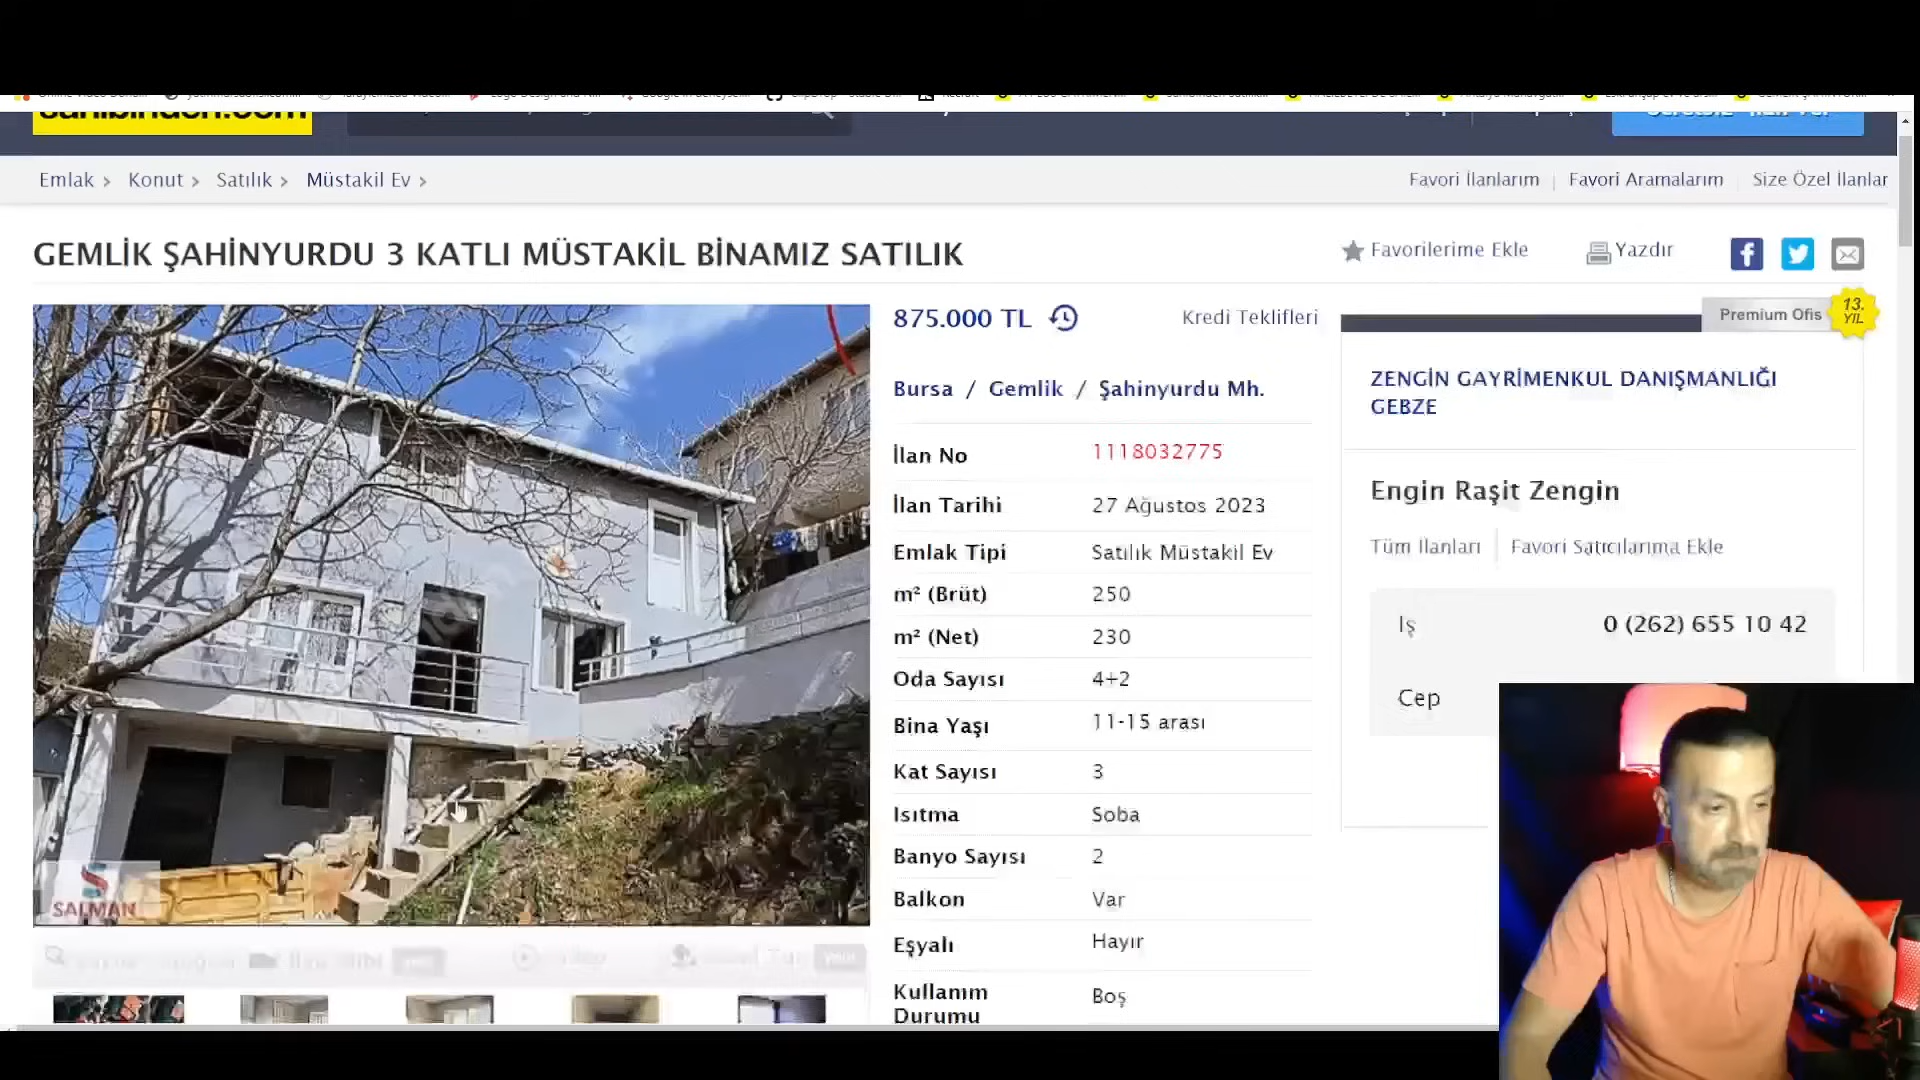 Emlak > Konut > Satılık > Müstakil Ev >
Favori İlanlarım | Favori Aramalarım | Size Özel İlanlar
GEMLİK ŞAHİNYURDU 3 KATLI MÜSTAKİL BİNAMIZ SATILIK
Favorilerime Ekle
Yazdır
SALMAN
875.000 TL
Kredi Teklifleri
Bursa / Gemlik / Şahinyurdu Mh.
İlan No 1118032775
İlan Tarihi 27 Ağustos 2023
Emlak Tipi Satılık Müstakil Ev
m² (Brüt) 250
m² (Net) 230
Oda Sayısı 4+2
Bina Yaşı 11-15 arası
Kat Sayısı 3
Isıtma Soba
Banyo Sayısı 2
Balkon Var
Eşyalı Hayır
Kullanım Boş
Durumu
Premium Ofis
13.
YIL
ZENGİN GAYRİMENKUL DANIŞMANLIĞI
GEBZE
Engin Raşit Zengin
Tüm İlanları | Favori Satıcılarıma Ekle
İş 0 (262) 655 10 42
Cep